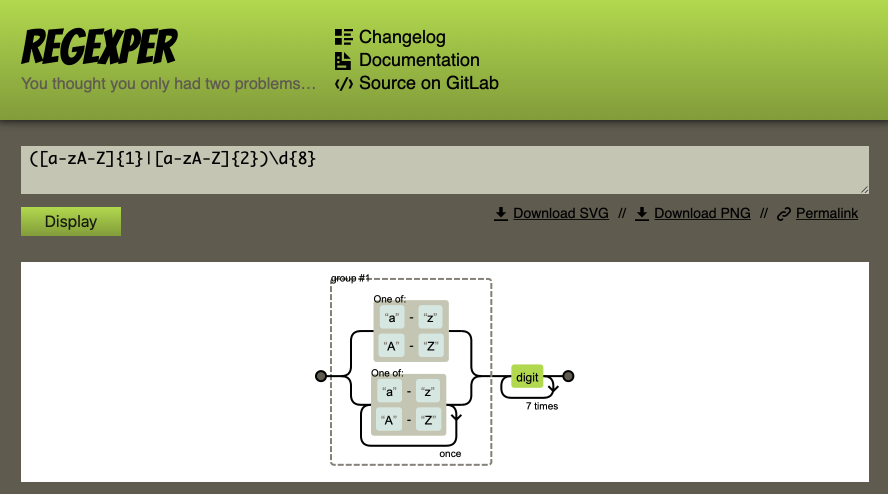 REGEXPER
You thought you only had two problems…
Changelog
Documentation
Source on GitLab
([a-zA-Z]{1}|[a-zA-Z]{2})\d{8}
Display
Download SVG // Download PNG // Permalink
group #1
One of:
“a” - “z”
“A” - “Z”
One of:
“a” - “z”
“A” - “Z”
once
digit
7 times